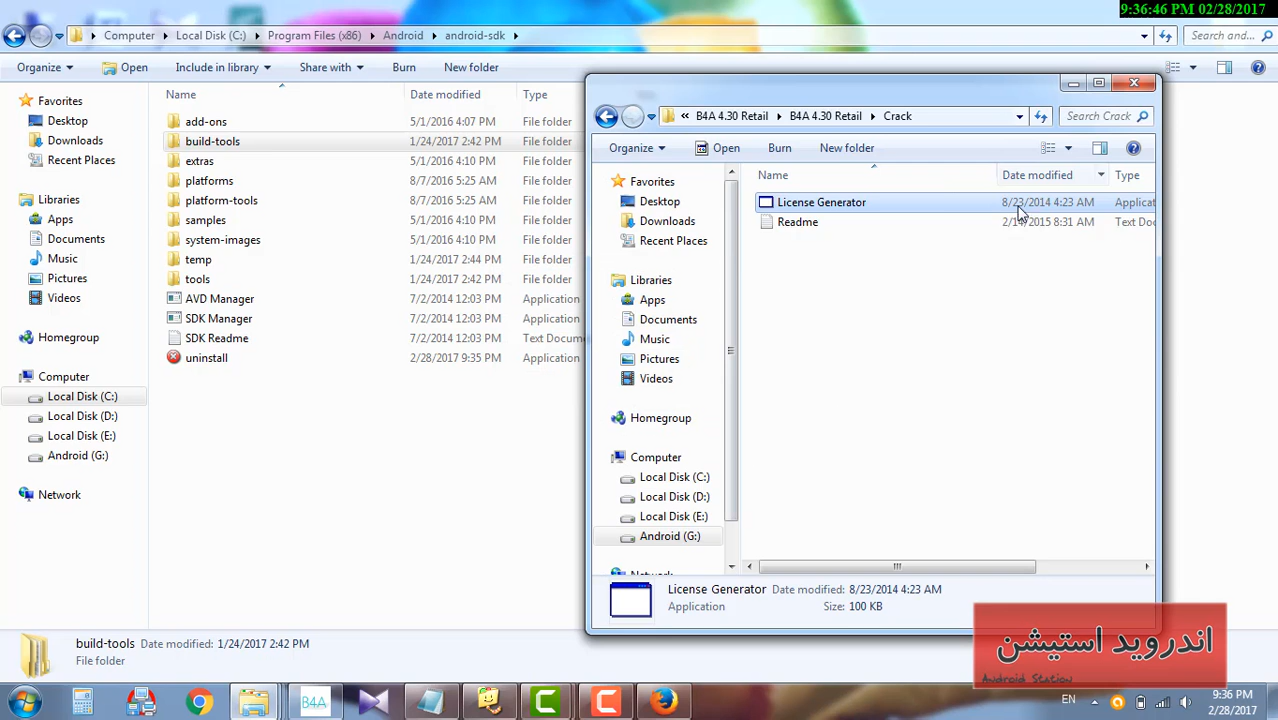 9:36:46 PM 02/28/2017
Computer Local Disk (C:) Program Files (x86) Android android-sdk
Search and...
Organize Open Include in library Share with Burn New folder
Name Date modified Type
Favorites
Desktop
Downloads
Recent Places
Libraries
Apps
Documents
Music
Pictures
Videos
Homegroup
Computer
Local Disk (C:)
Local Disk (D:)
Local Disk (E:)
Android (G:)
Network
add-ons 5/1/2016 4:07 PM File folder
build-tools 1/24/2017 2:42 PM File folder
extras 5/1/2016 4:10 PM File folder
platforms 8/7/2016 5:25 AM File folder
platform-tools 8/7/2016 5:25 AM File folder
samples 5/1/2016 4:10 PM File folder
system-images 5/1/2016 4:10 PM File folder
temp 1/24/2017 2:44 PM File folder
tools 1/24/2017 2:42 PM File folder
AVD Manager 7/2/2014 12:03 PM Application
SDK Manager 7/2/2014 12:03 PM Application
SDK Readme 7/2/2014 12:03 PM Text Docume
uninstall 2/28/2017 9:35 PM Application
B4A 4.30 Retail B4A 4.30 Retail Crack
Search Crack
Organize Open Burn New folder
Name Date modified Type
Favorites
Desktop
Downloads
Recent Places
Libraries
Apps
Documents
Music
Pictures
Videos
Homegroup
Computer
Local Disk (C:)
Local Disk (D:)
Local Disk (E:)
Android (G:)
License Generator 8/23/2014 4:23 AM Applicat
Readme 2/14/2015 8:31 AM Text Doc
License Generator Date modified: 8/23/2014 4:23 AM
Application Size: 100 KB
build-tools Date modified: 1/24/2017 2:42 PM
File folder
اندروید استیشن
Android Station
B4A
EN
9:36 PM
2/28/2017